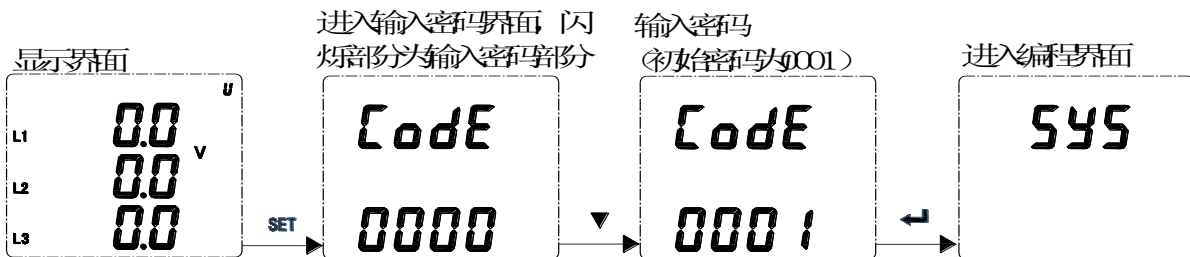 显示界面
进入输入密码界面，闪
烁部分为输入密码部分
输入密码
（初始密码为0001）
进入编程界面
U
L1 0.0
V
L2 0.0
L3 0.0
SET
CodE
0000
▼
CodE
0001
SYS